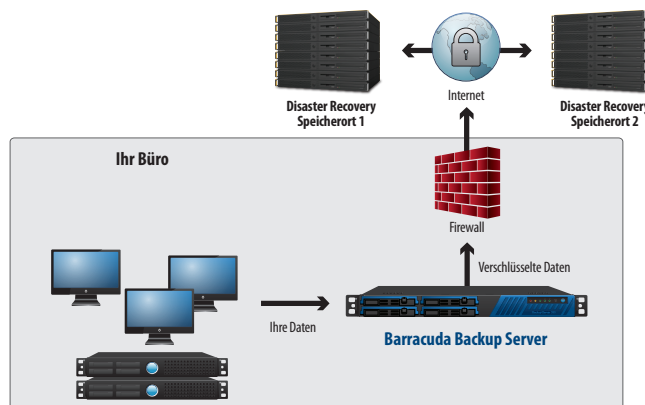 Disaster Recovery
Speicherort 1
Internet
Disaster Recovery
Speicherort 2
Ihr Büro
Firewall
Verschlüsselte Daten
Ihre Daten
Barracuda Backup Server